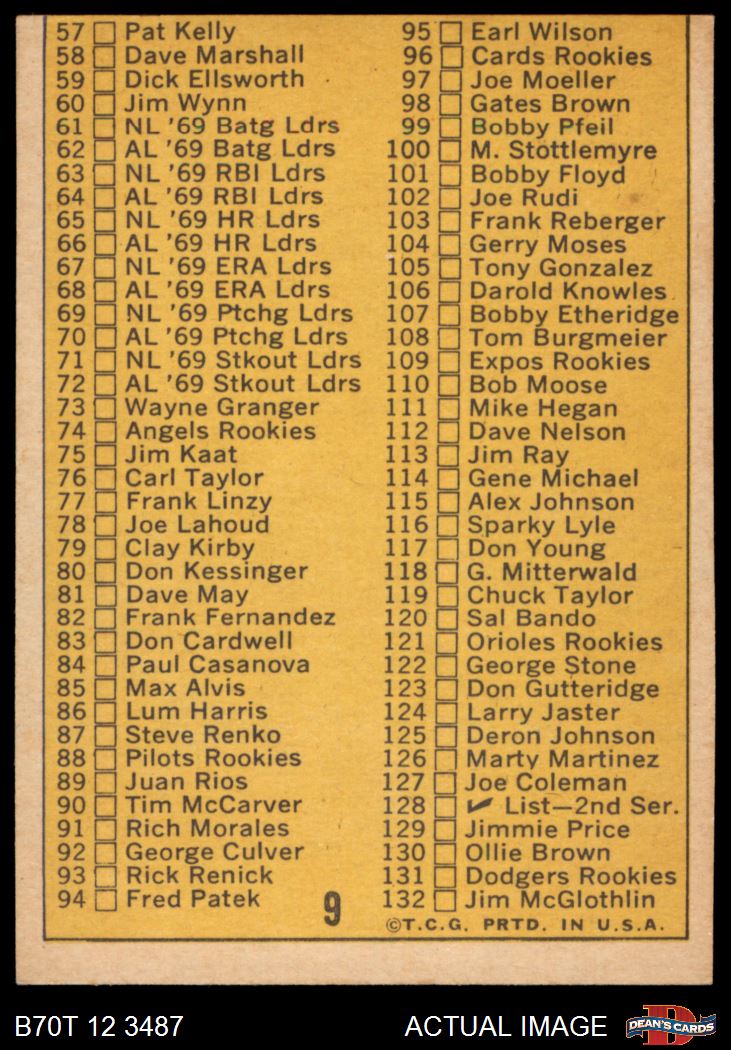 57 Pat Kelly
58 Dave Marshall
59 Dick Ellsworth
60 Jim Wynn
61 NL '69 Batg Ldrs
62 AL '69 Batg Ldrs
63 NL '69 RBI Ldrs
64 AL '69 RBI Ldrs
65 NL '69 HR Ldrs
66 AL '69 HR Ldrs
67 NL '69 ERA Ldrs
68 AL '69 ERA Ldrs
69 NL '69 Ptchg Ldrs
70 AL '69 Ptchg Ldrs
71 NL '69 Stkout Ldrs
72 AL '69 Stkout Ldrs
73 Wayne Granger
74 Angels Rookies
75 Jim Kaat
76 Carl Taylor
77 Frank Linzy
78 Joe Lahoud
79 Clay Kirby
80 Don Kessinger
81 Dave May
82 Frank Fernandez
83 Don Cardwell
84 Paul Casanova
85 Max Alvis
86 Lum Harris
87 Steve Renko
88 Pilots Rookies
89 Juan Rios
90 Tim McCarver
91 Rich Morales
92 George Culver
93 Rick Renick
94 Fred Patek
95 Earl Wilson
96 Cards Rookies
97 Joe Moeller
98 Gates Brown
99 Bobby Pfeil
100 M. Stottlemyre
101 Bobby Floyd
102 Joe Rudi
103 Frank Reberger
104 Gerry Moses
105 Tony Gonzalez
106 Darold Knowles
107 Bobby Etheridge
108 Tom Burgmeier
109 Expos Rookies
110 Bob Moose
111 Mike Hegan
112 Dave Nelson
113 Jim Ray
114 Gene Michael
115 Alex Johnson
116 Sparky Lyle
117 Don Young
118 G. Mitterwald
119 Chuck Taylor
120 Sal Bando
121 Orioles Rookies
122 George Stone
123 Don Gutteridge
124 Larry Jaster
125 Deron Johnson
126 Marty Martinez
127 Joe Coleman
128 ✓ List—2nd Ser.
129 Jimmie Price
130 Ollie Brown
131 Dodgers Rookies
132 Jim McGlothlin
9
©T.C.G. PRTD. IN U.S.A.
B70T 12 3487
ACTUAL IMAGE
D
DEAN'S CARDS